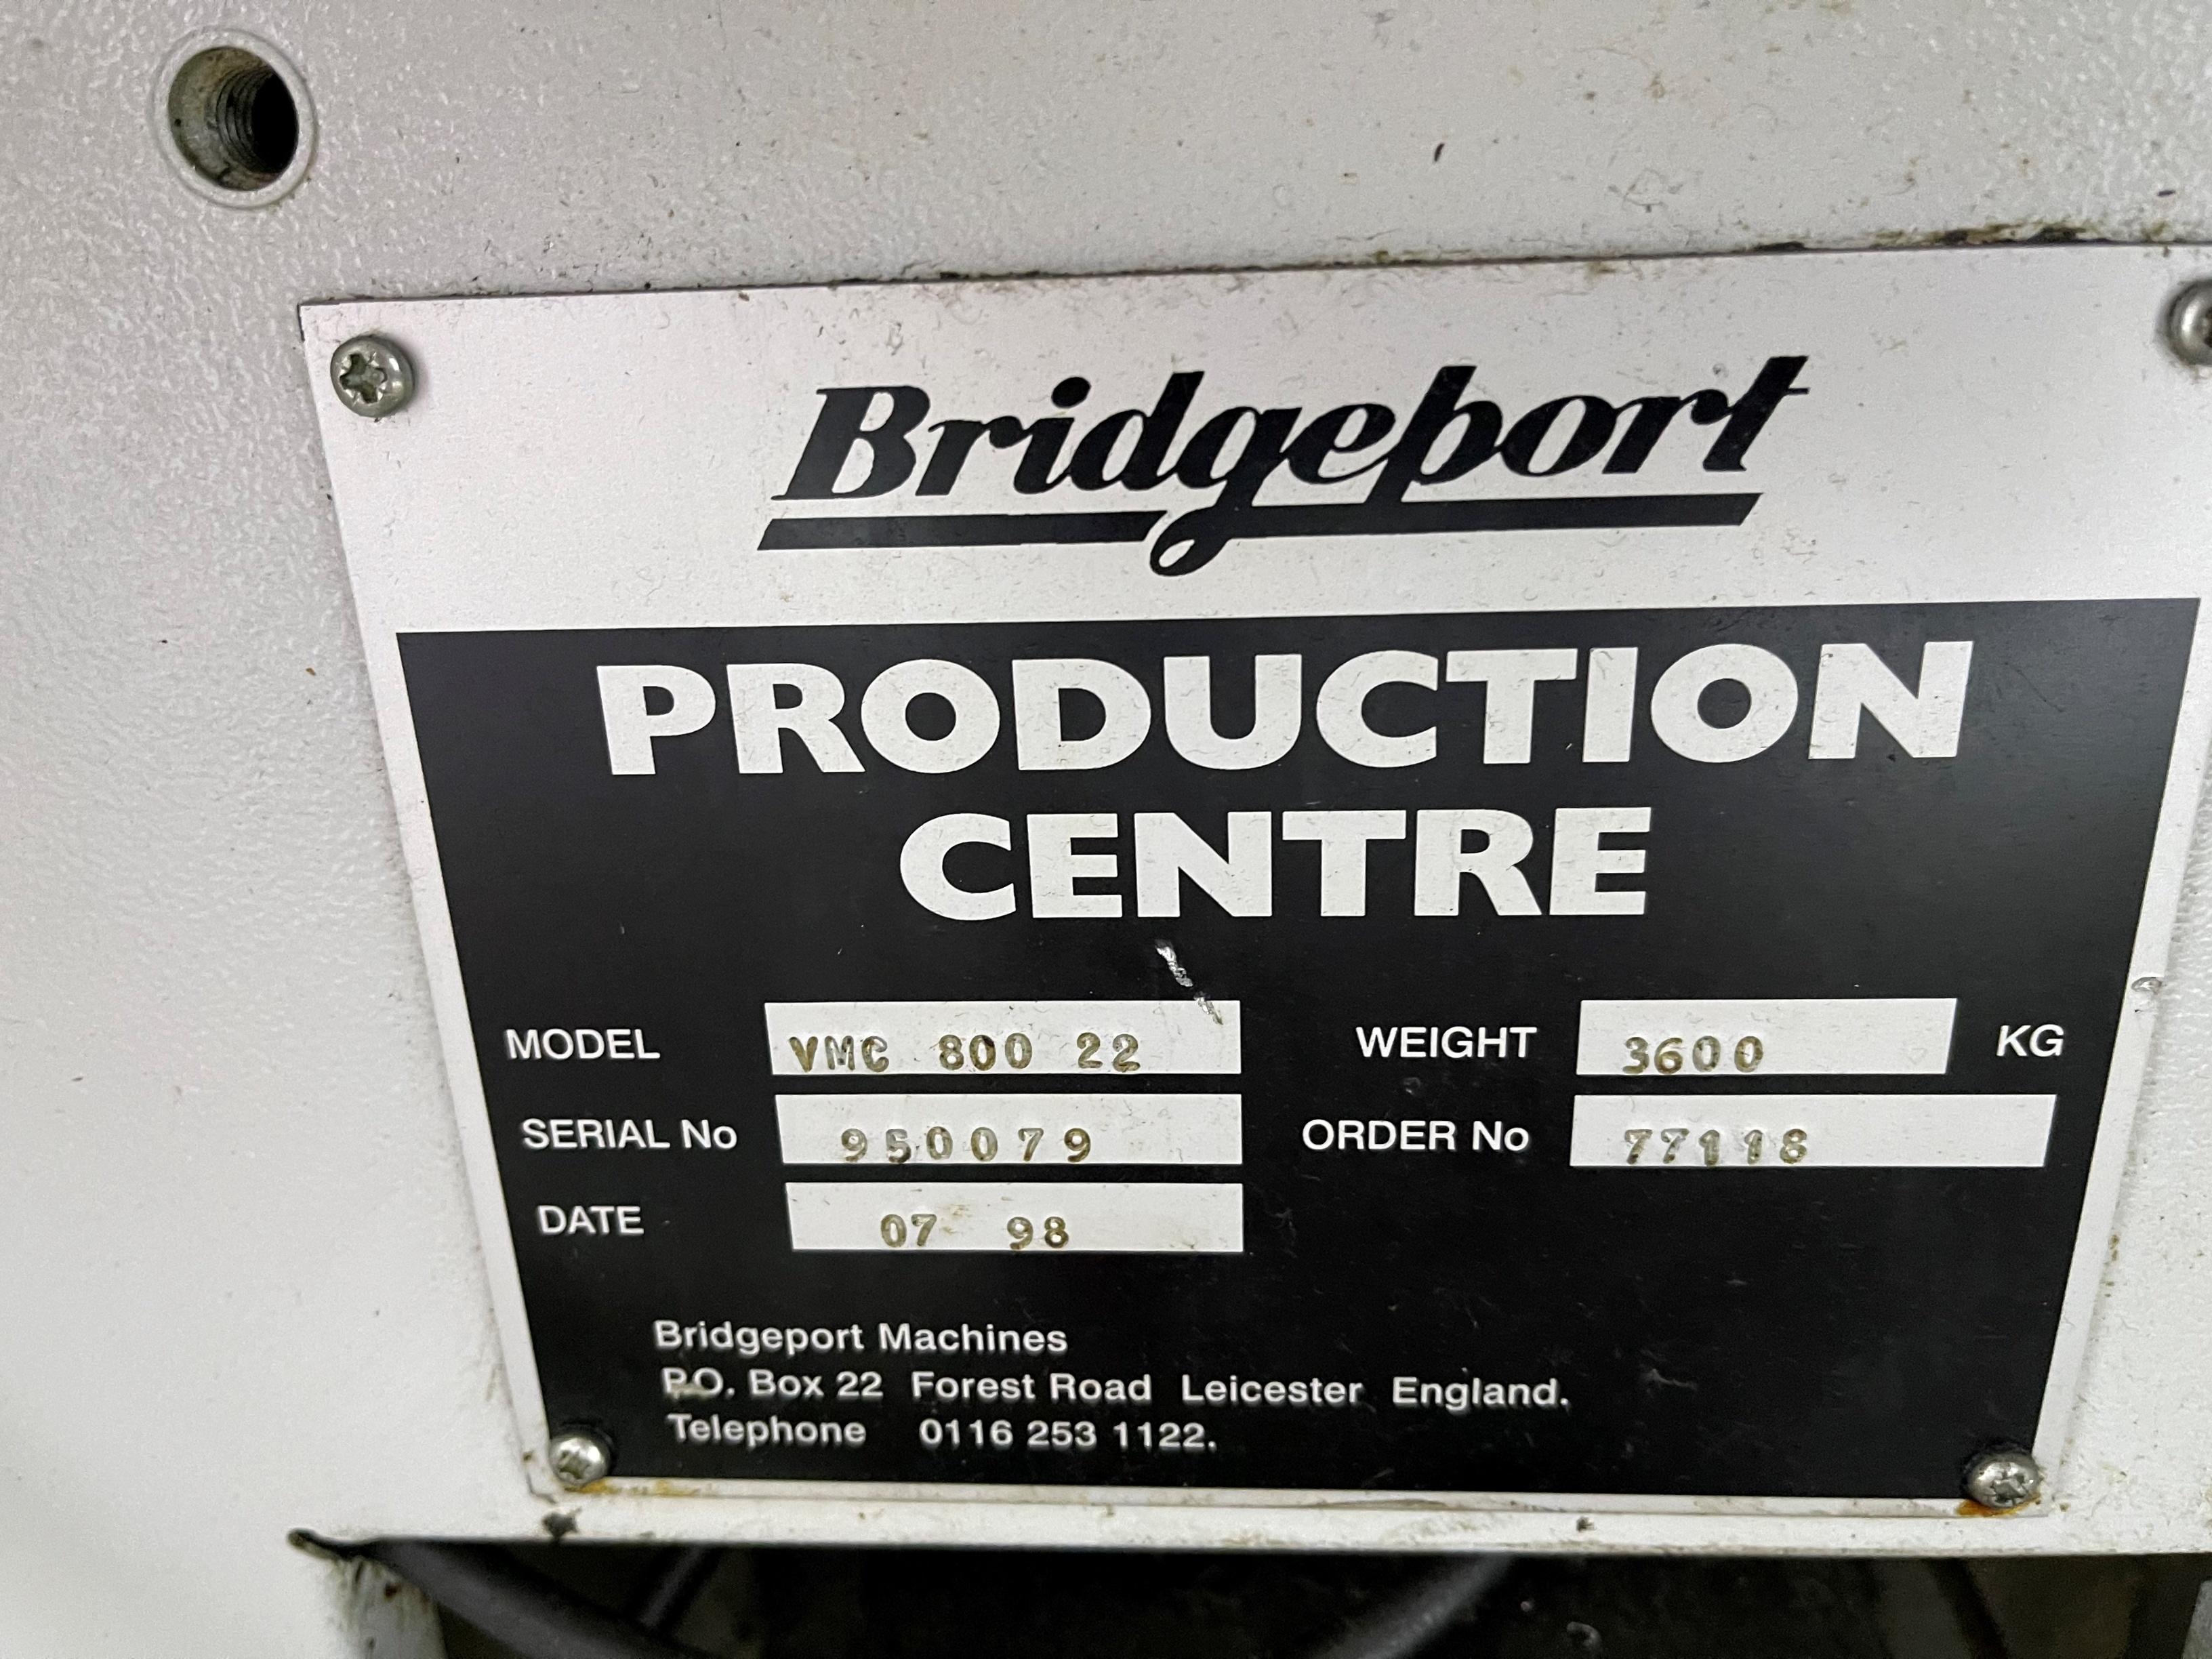 Bridgeport
PRODUCTION
CENTRE
MODEL VMC 800 22 WEIGHT 3600 KG
SERIAL No 950079 ORDER No 77118
DATE 07 98
Bridgeport Machines
P.O. Box 22 Forest Road Leicester England.
Telephone 0116 253 1122.